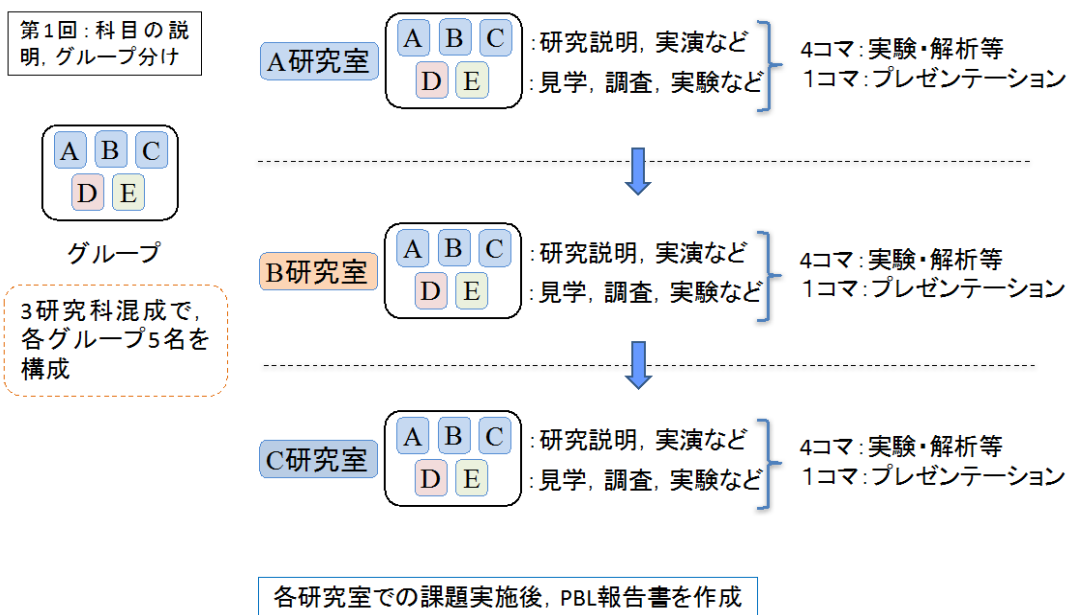 第1回：科目の説
明，グループ分け
A B C
D E
グループ
3研究科混成で，
各グループ5名を
構成
A研究室
A B C
D E
：研究説明，実演など
：見学，調査，実験など
4コマ：実験・解析等
1コマ：プレゼンテーション
B研究室
A B C
D E
：研究説明，実演など
：見学，調査，実験など
4コマ：実験・解析等
1コマ：プレゼンテーション
C研究室
A B C
D E
：研究説明，実演など
：見学，調査，実験など
4コマ：実験・解析等
1コマ：プレゼンテーション
各研究室での課題実施後，PBL報告書を作成